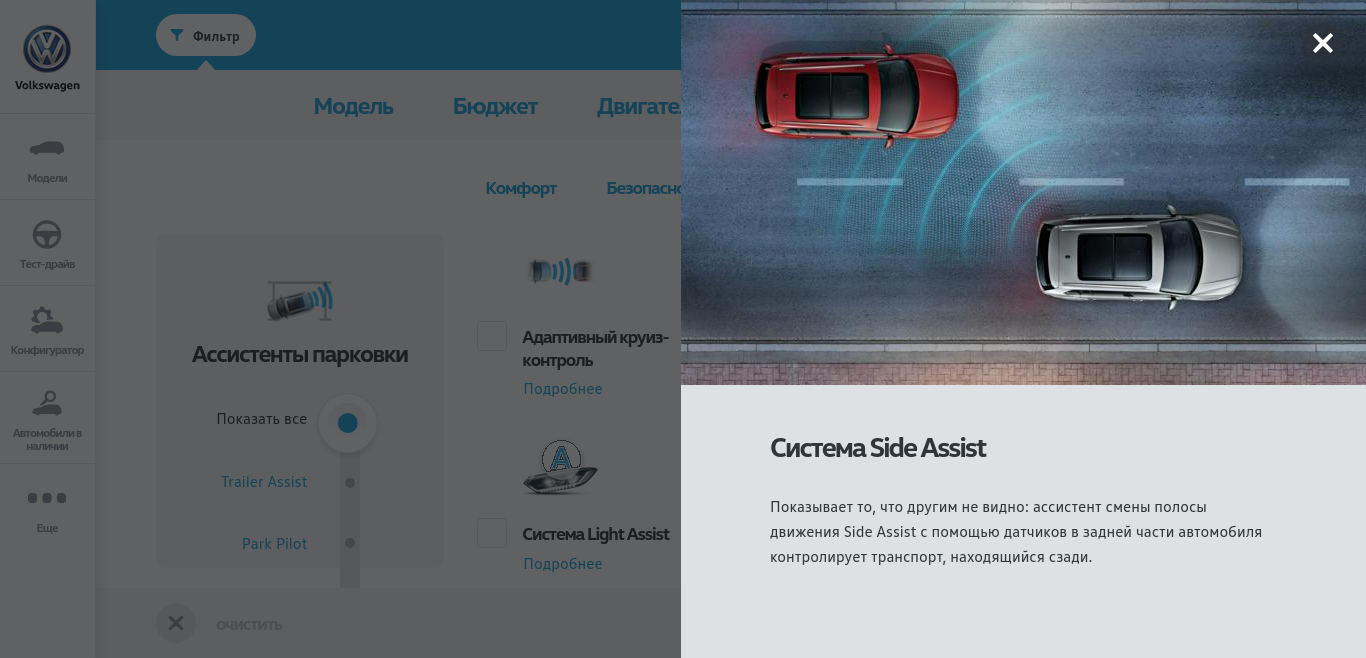 Volkswagen
Модели
Тест-драйв
Конфигуратор
Автомобили в
наличии
Еще
Фильтр
Модель Бюджет
Комфорт
Ассистенты парковки
Показать все
Trailer Assist
Park Pilot
Адаптивный круиз-
контроль
Подробнее
A
Система Light Assist
Подробнее
ОЧИСТИТЬ
Система Side Assist
Показывает то, что другим не видно: ассистент смены полосы
движения Side Assist с помощью датчиков в задней части автомобиля
контролирует транспорт, находящийся сзади.